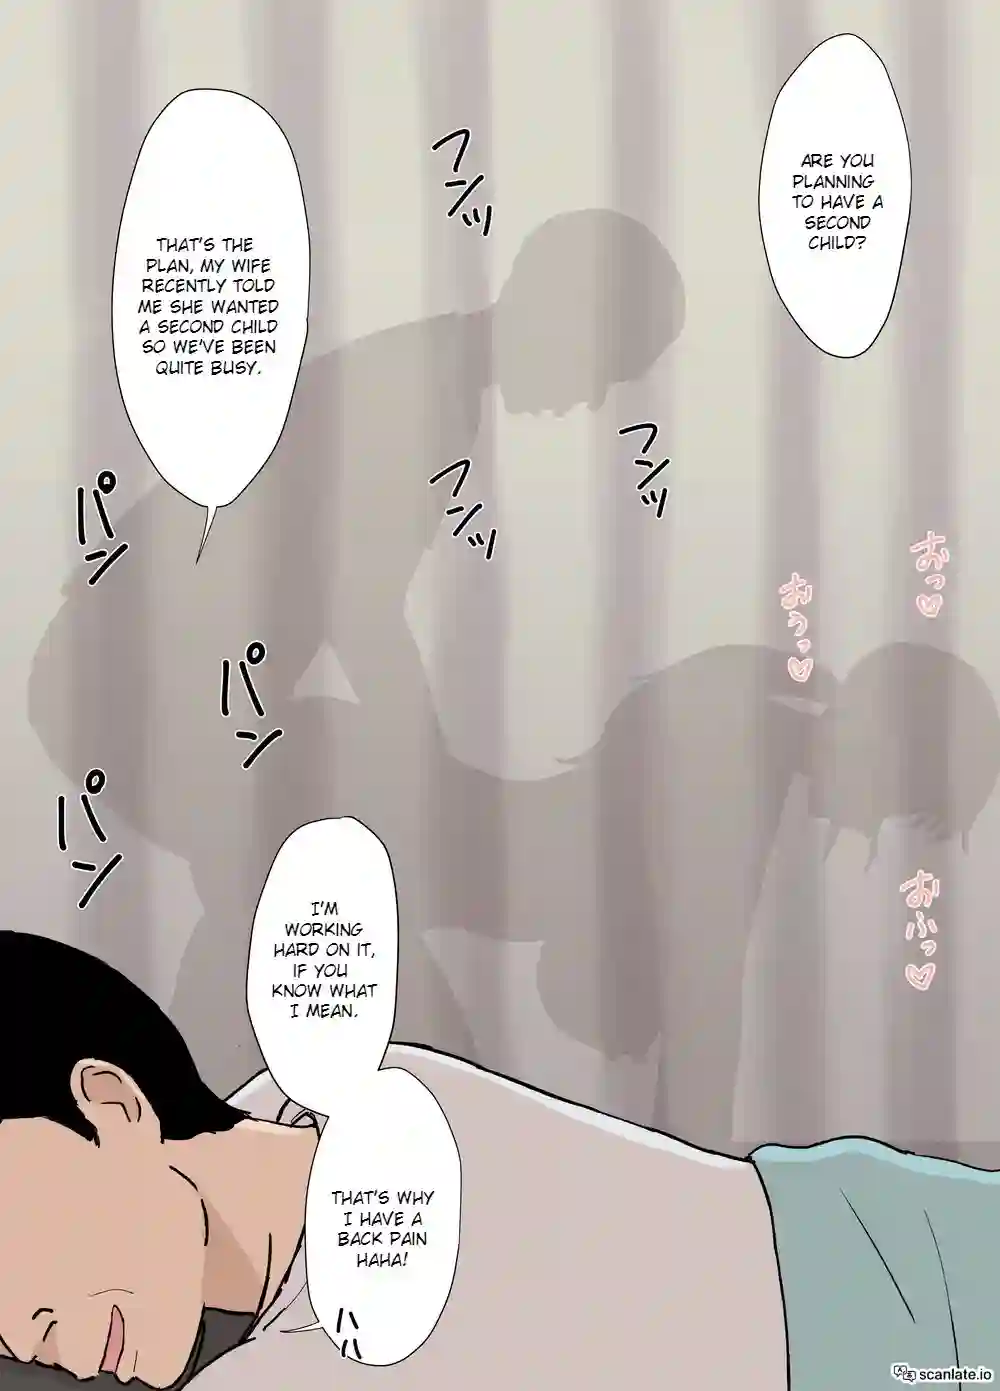 ARE YOU
PLANNING
TO HAVE A
SECOND
CHILD?
THAT'S THE
PLAN, MY WIFE
RECENTLY TOLD
ME SHE WANTED
A SECOND CHILD
SO WE'VE BEEN
QUITE BUSY.
フンッ
フンッ
フンッ
パン
パン
パン
おっ♡
おうっ♡
おふっ♡
I'M
WORKING
HARD ON IT,
IF YOU
KNOW WHAT
I MEAN.
THAT'S WHY
I HAVE A
BACK PAIN
HAHA!
ハハ
scanlate.io